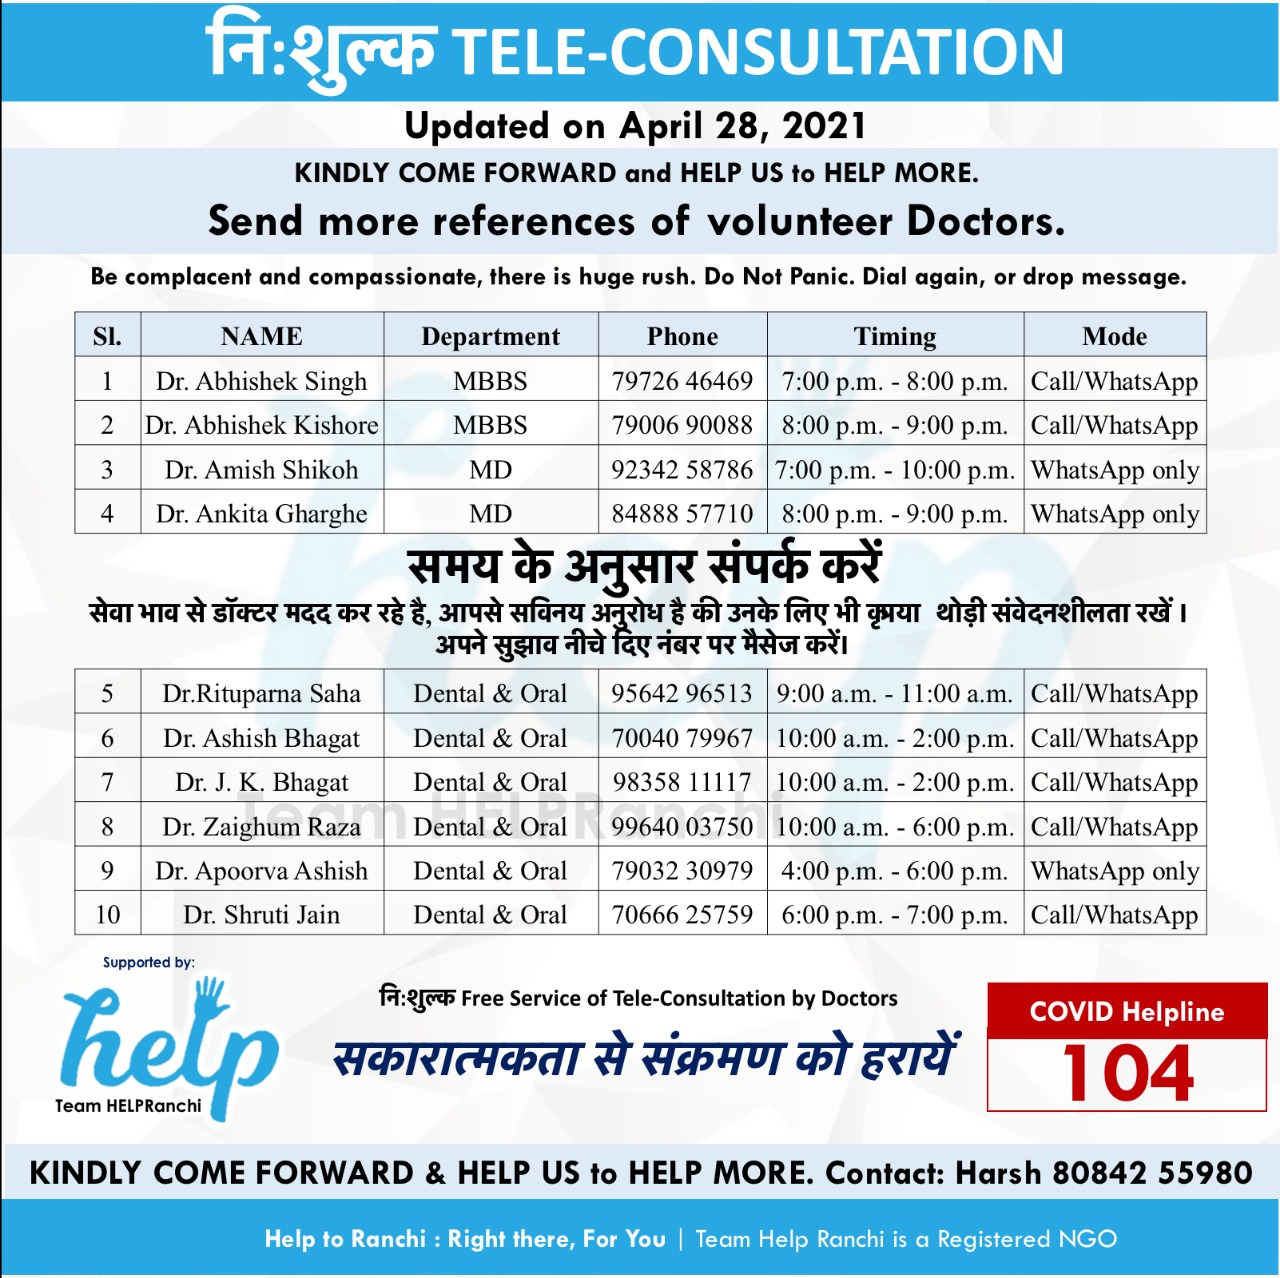 नि:शुल्क TELE-CONSULTATION
Updated on April 28, 2021
KINDLY COME FORWARD and HELP US to HELP MORE.
Send more references of volunteer Doctors.
Be complacent and compassionate, there is huge rush. Do Not Panic. Dial again, or drop message.
Sl. NAME Department Phone Timing Mode
1 Dr. Abhishek Singh MBBS 79726 46469 7:00 p.m. - 8:00 p.m. Call/WhatsApp
2 Dr. Abhishek Kishore MBBS 79006 90088 8:00 p.m. - 9:00 p.m. Call/WhatsApp
3 Dr. Amish Shikoh MD 92342 58786 7:00 p.m. - 10:00 p.m. WhatsApp only
4 Dr. Ankita Gharghe MD 84888 57710 8:00 p.m. - 9:00 p.m. WhatsApp only
समय के अनुसार संपर्क करें
सेवा भाव से डॉक्टर मदद कर रहे है, आपसे सविनय अनुरोध है की उनके लिए भी कृपया थोड़ी संवेदनशीलता रखें ।
अपने सुझाव नीचे दिए नंबर पर मैसेज करें।
5 Dr.Rituparna Saha Dental & Oral 95642 96513 9:00 a.m. - 11:00 a.m. Call/WhatsApp
6 Dr. Ashish Bhagat Dental & Oral 70040 79967 10:00 a.m. - 2:00 p.m. Call/WhatsApp
7 Dr. J. K. Bhagat Dental & Oral 98358 11117 10:00 a.m. - 2:00 p.m. Call/WhatsApp
8 Dr. Zaighum Raza Dental & Oral 99640 03750 10:00 a.m. - 6:00 p.m. Call/WhatsApp
9 Dr. Apoorva Ashish Dental & Oral 79032 30979 4:00 p.m. - 6:00 p.m. WhatsApp only
10 Dr. Shruti Jain Dental & Oral 70666 25759 6:00 p.m. - 7:00 p.m. Call/WhatsApp
help
Team HELPRanchi
Supported by:
help
Team HELPRanchi
नि:शुल्क Free Service of Tele-Consultation by Doctors
सकारात्मकता से संक्रमण को हरायें
COVID Helpline
104
KINDLY COME FORWARD & HELP US to HELP MORE. Contact: Harsh 80842 55980
Help to Ranchi : Right there, For You | Team Help Ranchi is a Registered NGO